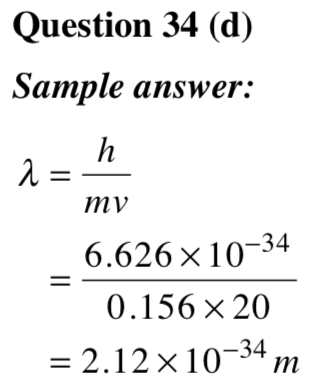 Question 34 (d)
Sample answer:
λ = h / mv
= 6.626 × 10⁻³⁴ / 0.156 × 20
= 2.12 × 10⁻³⁴ m